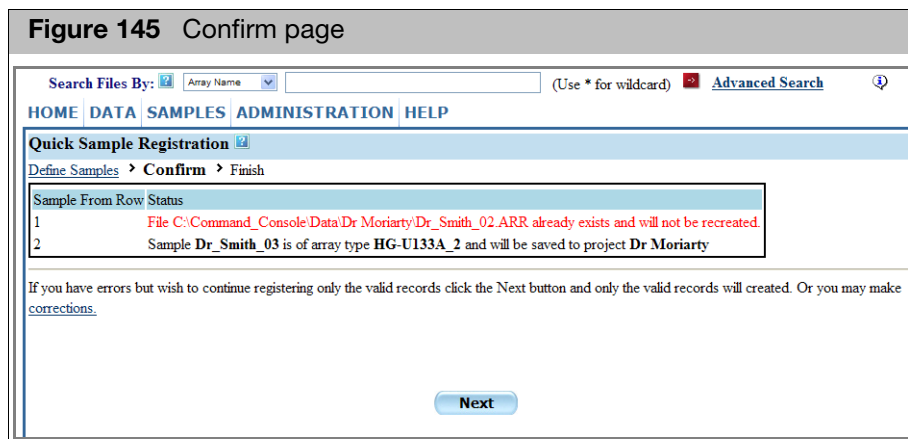 Figure 145 Confirm page
Search Files By: ? Array Name (Use * for wildcard) Advanced Search
HOME DATA SAMPLES ADMINISTRATION HELP
Quick Sample Registration ?
Define Samples > Confirm > Finish
Sample From Row Status
1 File C:\Command_Console\Data\Dr Moriarty\Dr_Smith_02.ARR already exists and will not be recreated.
2 Sample Dr_Smith_03 is of array type HG-U133A_2 and will be saved to project Dr Moriarty
If you have errors but wish to continue registering only the valid records click the Next button and only the valid records will created. Or you may make
corrections.
Next